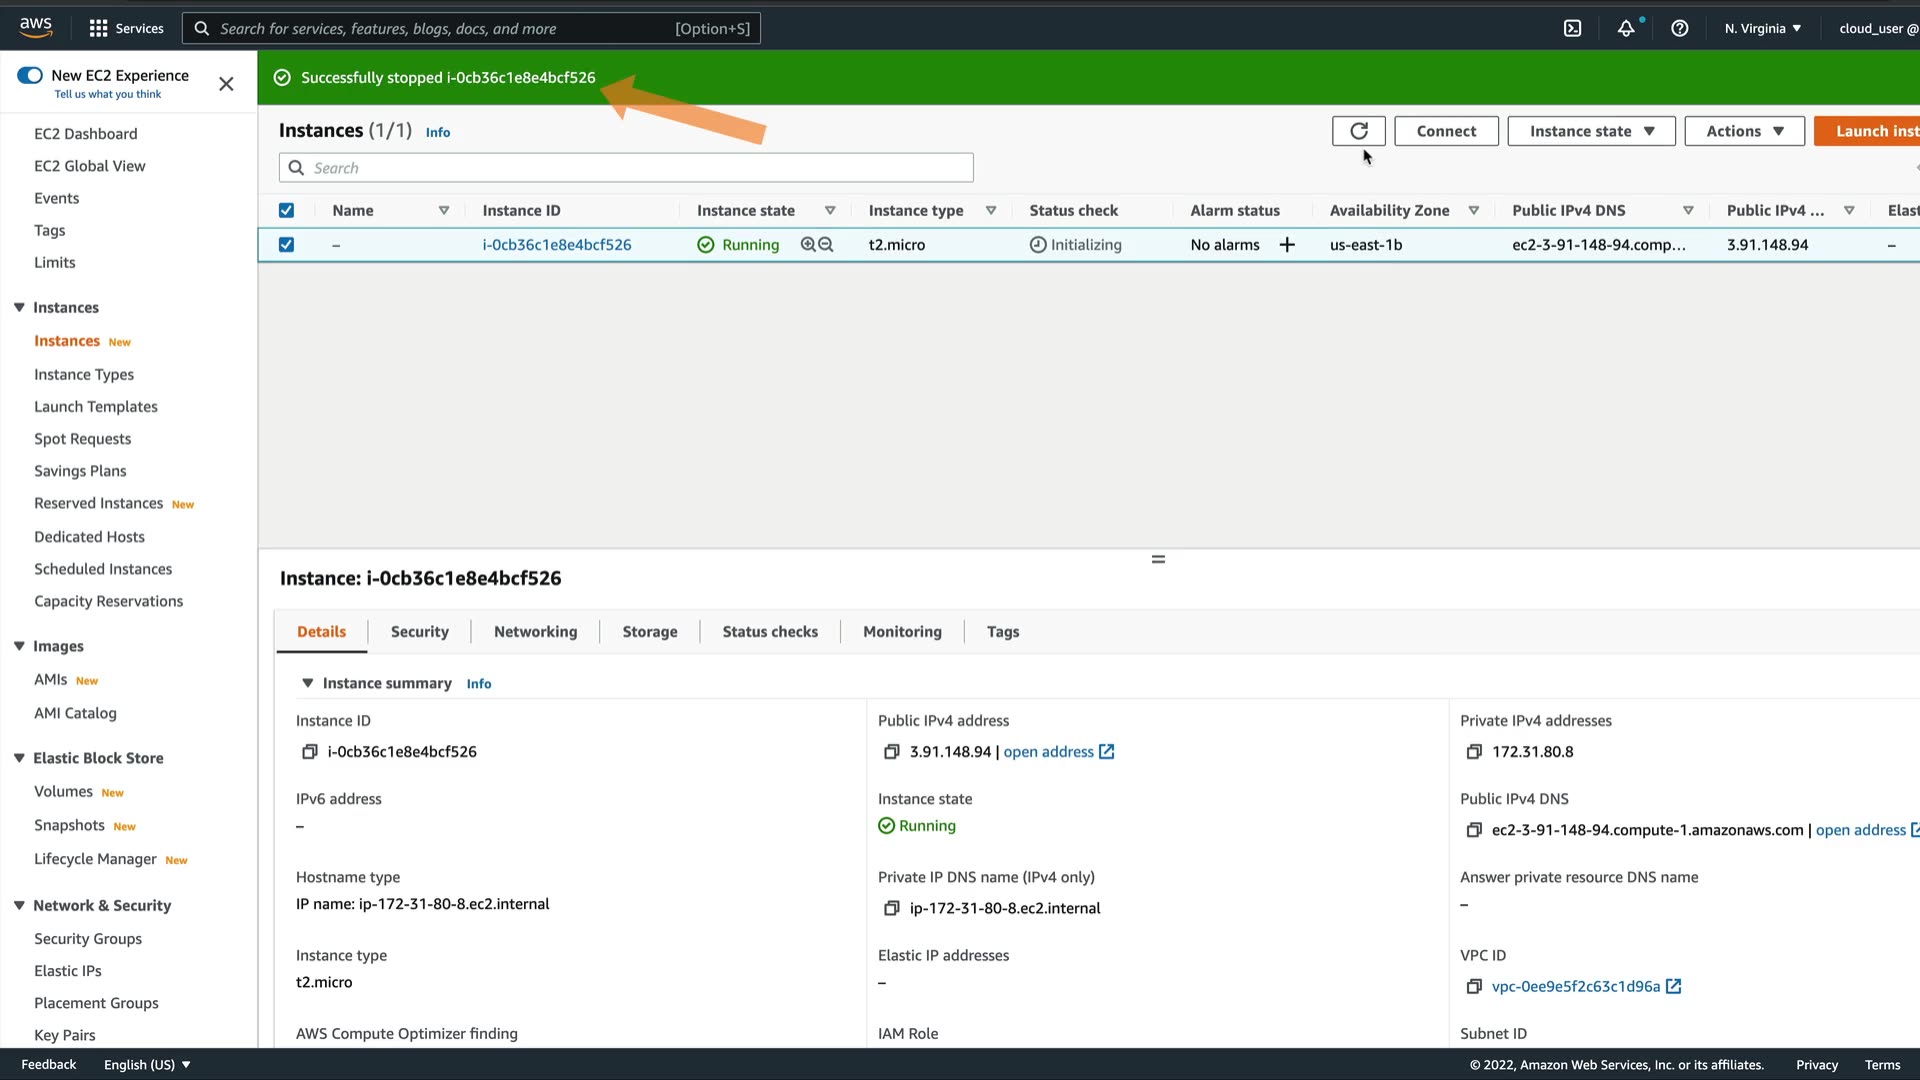 aws
Services
Search for services, features, blogs, docs, and more
[Option+S]
N. Virginia
cloud_user @
New EC2 Experience
Tell us what you think
Successfully stopped i-0cb36c1e8e4bcf526
EC2 Dashboard
EC2 Global View
Events
Tags
Limits
Instances
Instances New
Instance Types
Launch Templates
Spot Requests
Savings Plans
Reserved Instances New
Dedicated Hosts
Scheduled Instances
Capacity Reservations
Images
AMIs New
AMI Catalog
Elastic Block Store
Volumes New
Snapshots New
Lifecycle Manager New
Network & Security
Security Groups
Elastic IPs
Placement Groups
Key Pairs
Instances (1/1) Info
Connect
Instance state
Actions
Launch inst
Search
Name Instance ID Instance state Instance type Status check Alarm status Availability Zone Public IPv4 DNS Public IPv4 ... Elast
– i-0cb36c1e8e4bcf526 Running t2.micro Initializing No alarms + us-east-1b ec2-3-91-148-94.comp... 3.91.148.94 –
Instance: i-0cb36c1e8e4bcf526
Details Security Networking Storage Status checks Monitoring Tags
Instance summary Info
Instance ID
i-0cb36c1e8e4bcf526
Public IPv4 address
3.91.148.94 | open address
Private IPv4 addresses
172.31.80.8
IPv6 address
–
Instance state
Running
Public IPv4 DNS
ec2-3-91-148-94.compute-1.amazonaws.com | open address
Hostname type
IP name: ip-172-31-80-8.ec2.internal
Private IP DNS name (IPv4 only)
ip-172-31-80-8.ec2.internal
Answer private resource DNS name
–
Instance type
t2.micro
Elastic IP addresses
–
VPC ID
vpc-0ee9e5f2c63c1d96a
AWS Compute Optimizer finding
IAM Role
Subnet ID
Feedback
English (US)
© 2022, Amazon Web Services, Inc. or its affiliates.
Privacy
Terms